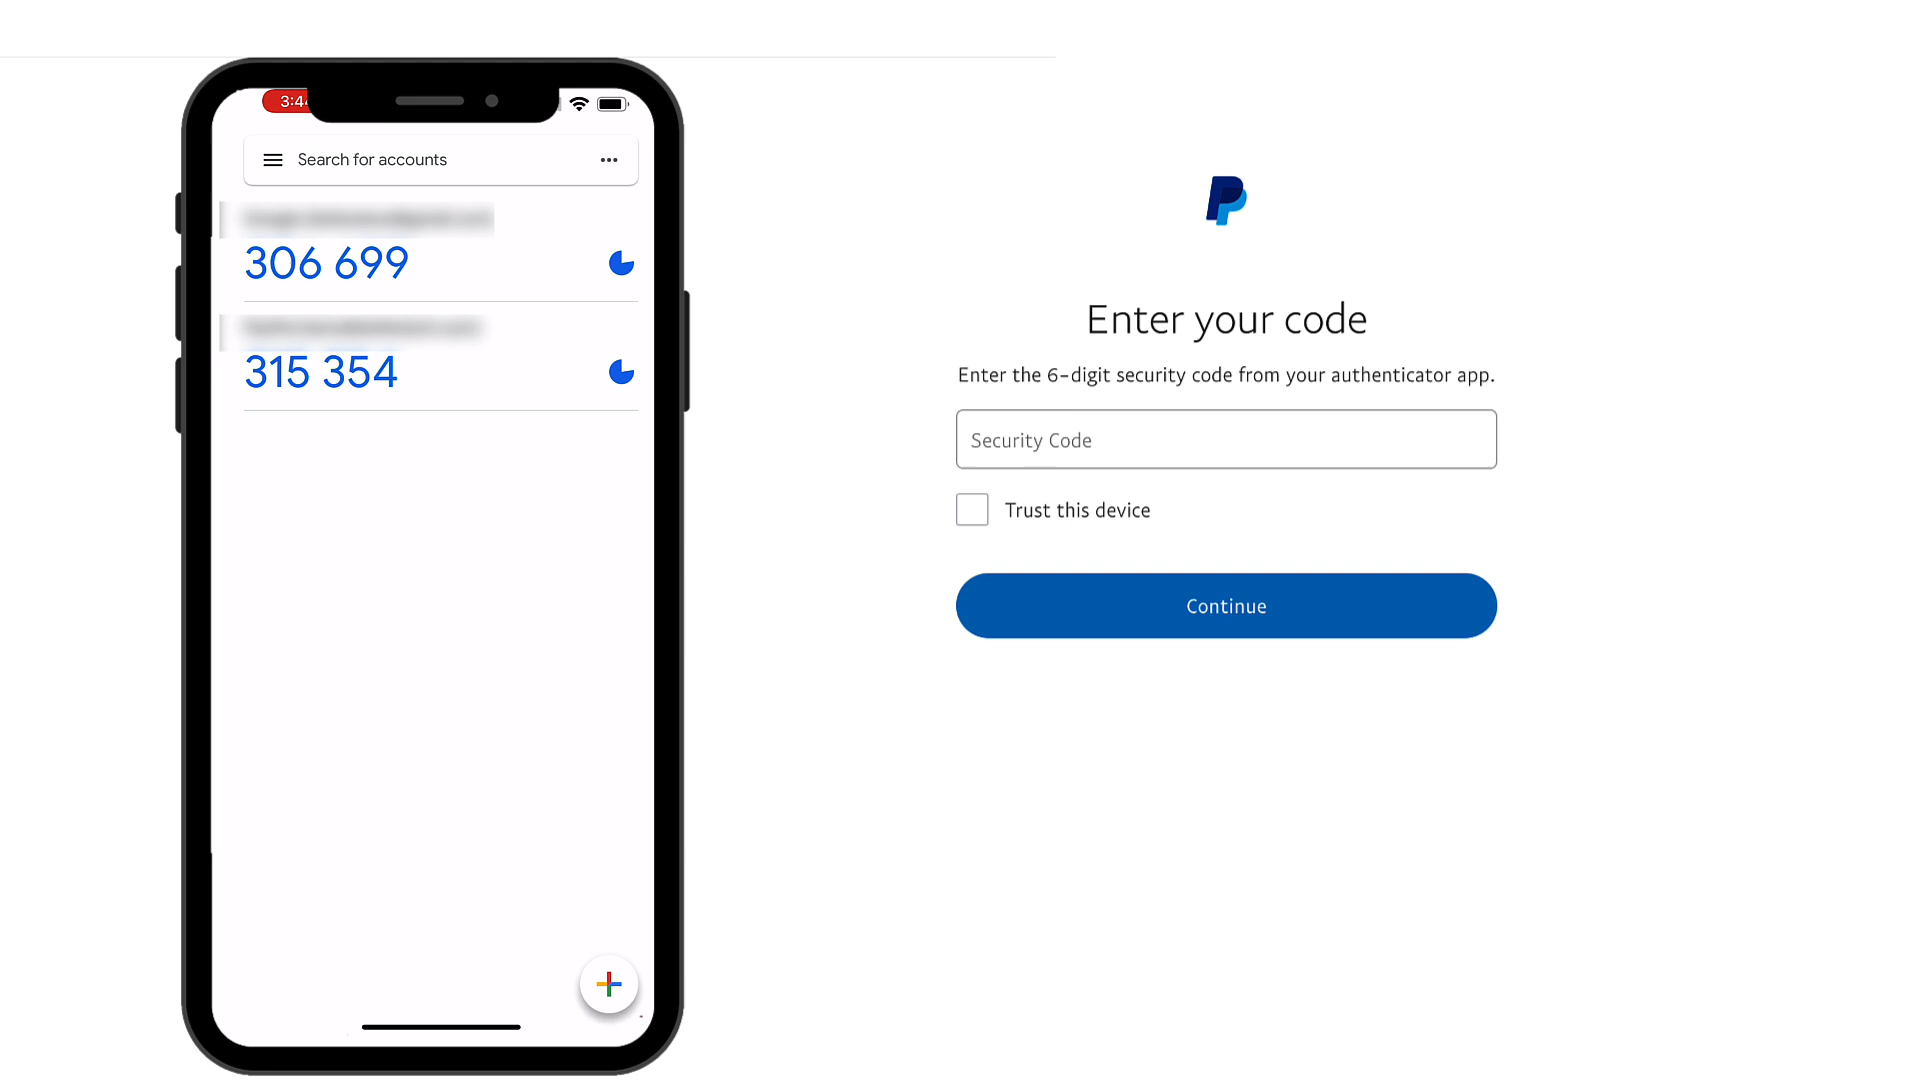 3:44
Search for accounts
306 699
315 354
Enter your code
Enter the 6-digit security code from your authenticator app.
Security Code
Trust this device
Continue